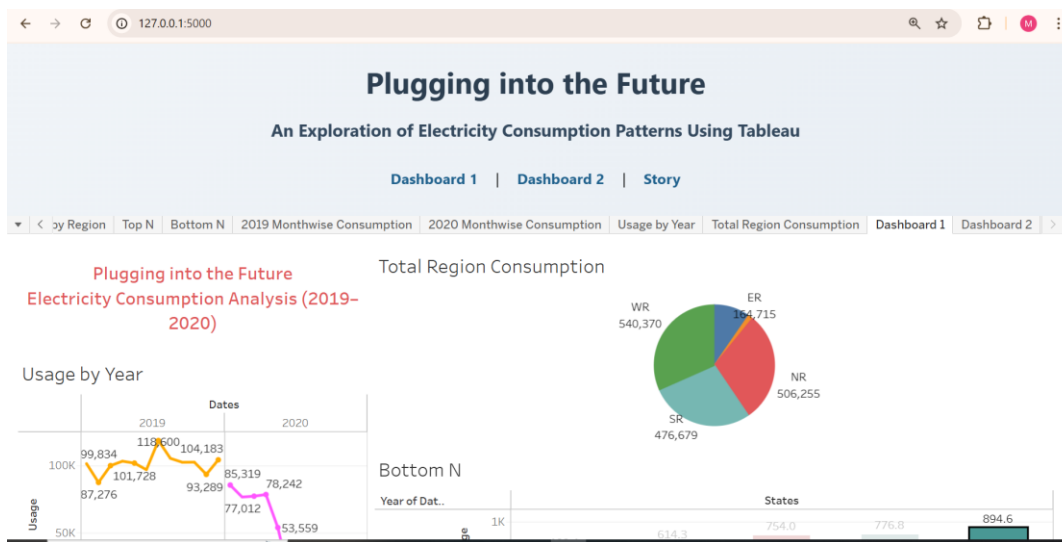 127.0.0.1:5000
M
Plugging into the Future
An Exploration of Electricity Consumption Patterns Using Tableau
Dashboard 1 | Dashboard 2 | Story
by Region Top N Bottom N 2019 Monthwise Consumption 2020 Monthwise Consumption Usage by Year Total Region Consumption Dashboard 1 Dashboard 2
Plugging into the Future
Electricity Consumption Analysis (2019–
2020)
Total Region Consumption
WR
540,370
ER
164,715
NR
506,255
SR
476,679
Usage by Year
Dates
2019 2020
100K
50K
Usage
99,834
87,276
101,728
118,600
93,289
104,183
85,319
77,012
78,242
53,559
Bottom N
Year of Dat..
States
1K
614.3
754.0
776.8
894.6